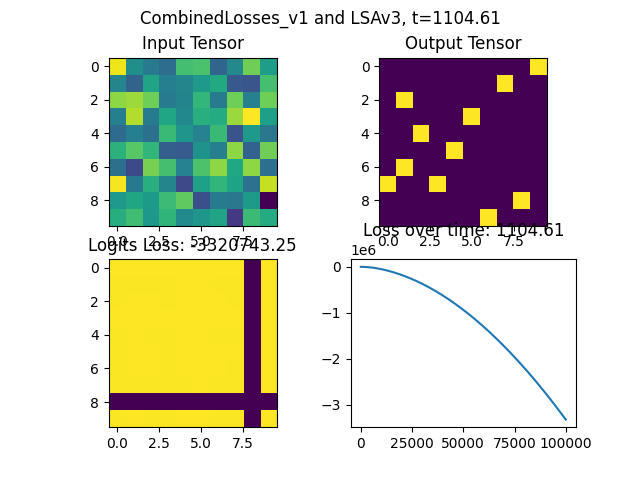 CombinedLosses_v1 and LSAv3, t=1104.61
Input Tensor
Output Tensor
0
2
4
6
8
0.0 2.5 5.0 7.5
0
2
4
6
8
0.0 2.5 5.0 7.5
Logits Loss: -3320743.25
Loss over time: 1104.61
0
2
4
6
8
0.0 2.5 5.0 7.5
1e6
0
−1
−2
−3
0 25000 50000 75000 100000